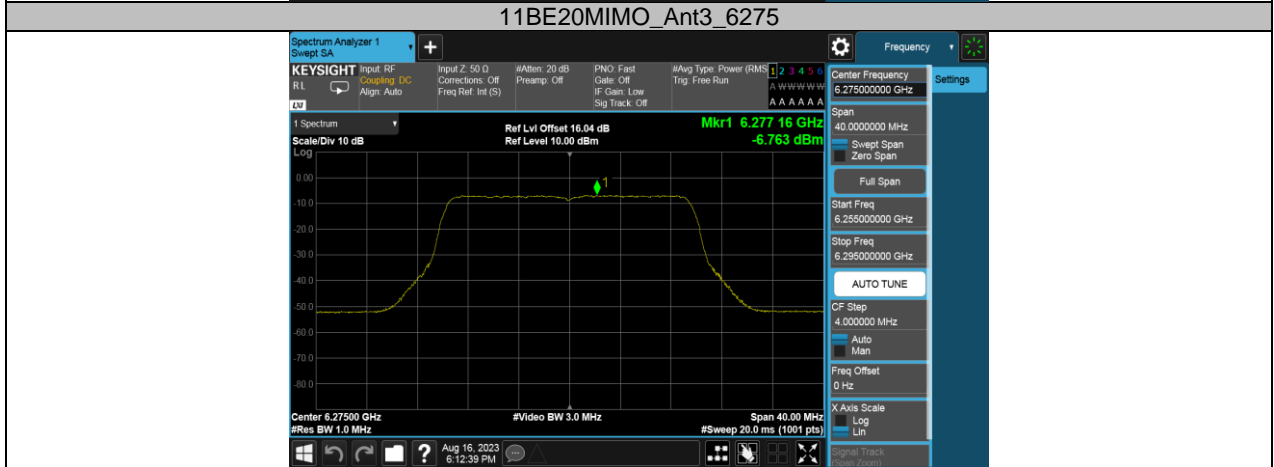 11BE20MIMO_Ant3_6275
Spectrum Analyzer 1
Swept SA
+
Frequency
KEYSIGHT
RL
LXI
Input: RF
Coupling: DC
Align: Auto
Input Z: 50 Ω
Corrections: Off
Freq Ref: Int (S)
#Atten: 20 dB
Preamp: Off
PNO: Fast
Gate: Off
IF Gain: Low
Sig Track: Off
#Avg Type: Power (RMS
Trig: Free Run
1 2 3 4 5 6
A W W W W W
A A A A A A
1 Spectrum
Scale/Div 10 dB
Log
Ref Lvl Offset 16.04 dB
Ref Level 10.00 dBm
Mkr1 6.277 16 GHz
-6.763 dBm
1
0.00
-10.0
-20.0
-30.0
-40.0
-50.0
-60.0
-70.0
-80.0
Center 6.27500 GHz
#Res BW 1.0 MHz
#Video BW 3.0 MHz
Span 40.00 MHz
#Sweep 20.0 ms (1001 pts)
Center Frequency
6.275000000 GHz
Settings
Span
40.0000000 MHz
Swept Span
Zero Span
Full Span
Start Freq
6.255000000 GHz
Stop Freq
6.295000000 GHz
AUTO TUNE
CF Step
4.000000 MHz
Auto
Man
Freq Offset
0 Hz
X Axis Scale
Log
Lin
Signal Track
(Span Zoom)
?
Aug 16, 2023
6:12:39 PM